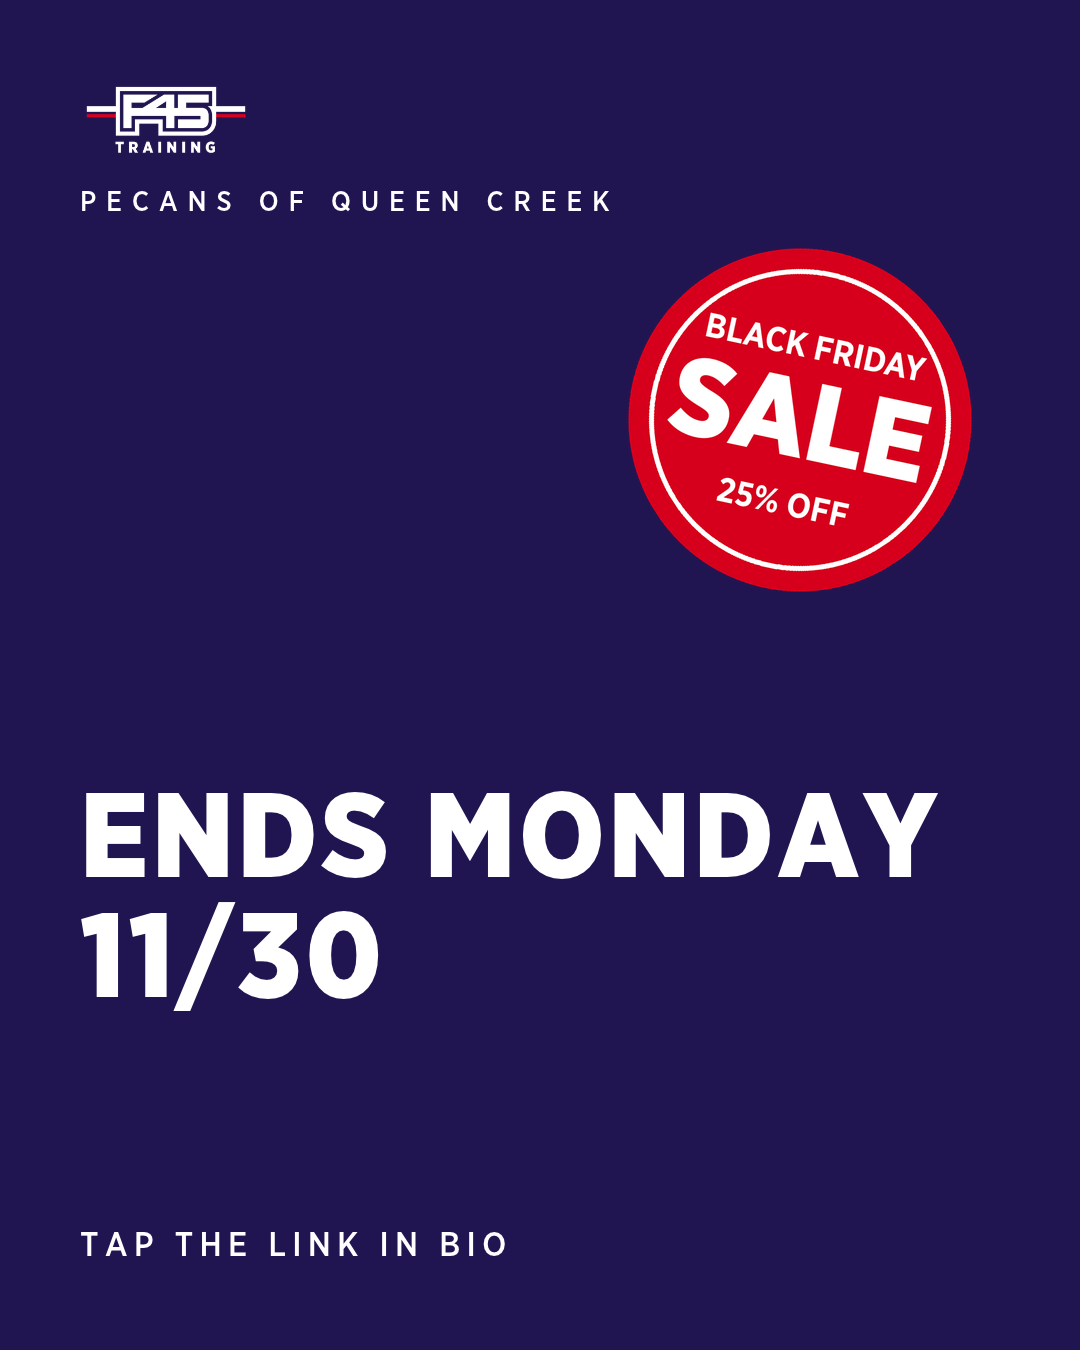 F45
TRAINING
PECANS OF QUEEN CREEK
BLACK FRIDAY
SALE
25% OFF
ENDS MONDAY
11/30
TAP THE LINK IN BIO